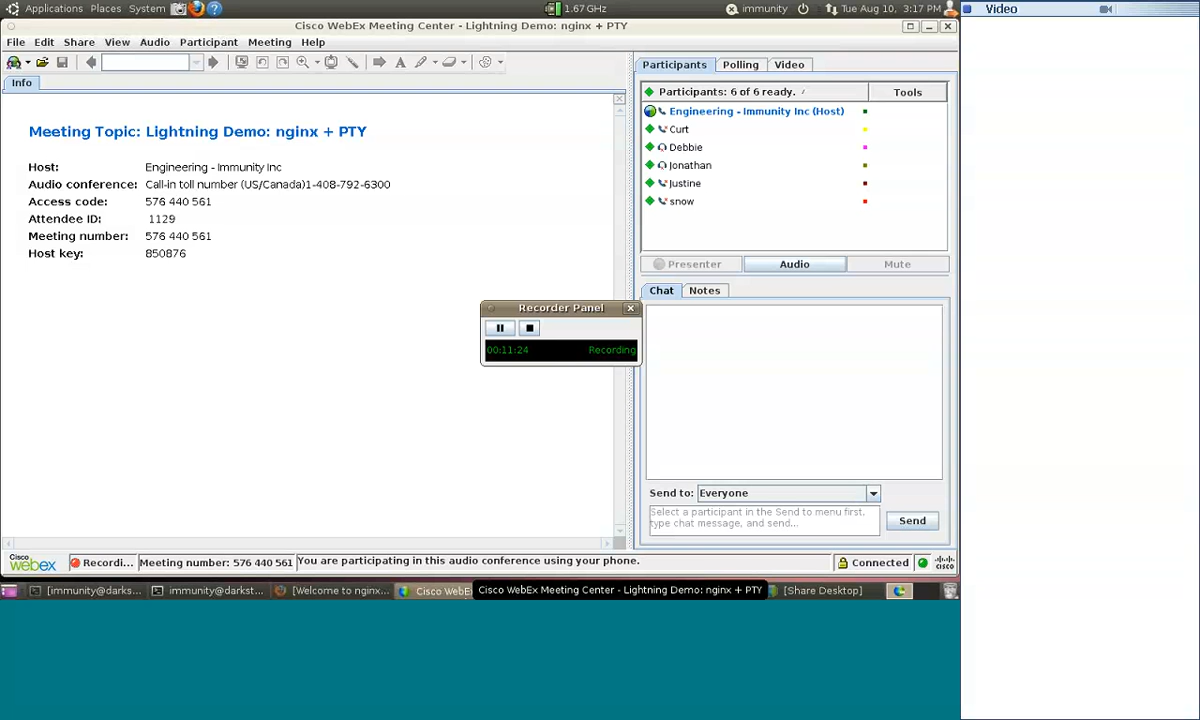 Applications Places System 1.67 GHz immunity Tue Aug 10, 3:17 PM
Video
Cisco WebEx Meeting Center - Lightning Demo: nginx + PTY
File Edit Share View Audio Participant Meeting Help
Info
Meeting Topic: Lightning Demo: nginx + PTY
Host: Engineering - Immunity Inc
Audio conference: Call-in toll number (US/Canada)1-408-792-6300
Access code: 576 440 561
Attendee ID: 1129
Meeting number: 576 440 561
Host key: 850876
Recorder Panel
00:11:24 Recording
Participants Polling Video
Participants: 6 of 6 ready. Tools
Engineering - Immunity Inc (Host)
Curt
Debbie
Jonathan
Justine
snow
Presenter Audio Mute
Chat Notes
Send to: Everyone
Select a participant in the Send to menu first,
type chat message, and send...
Send
Cisco webex Recordi... Meeting number: 576 440 561 You are participating in this audio conference using your phone. Connected cisco
[immunity@darks... immunity@darkst... [Welcome to nginx... Cisco WebE Cisco WebEx Meeting Center - Lightning Demo: nginx + PTY [Share Desktop]